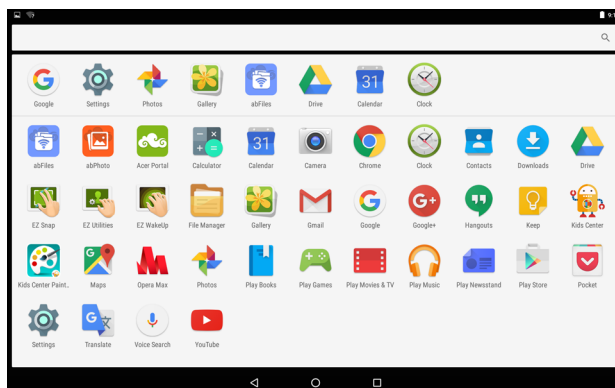 9:1
Google Settings Photos Gallery abFiles Drive Calendar Clock
abFiles abPhoto Acer Portal Calculator Calendar Camera Chrome Clock Contacts Downloads Drive
EZ Snap EZ Utilities EZ WakeUp File Manager Gallery Gmail Google Google+ Hangouts Keep Kids Center
Kids Center Paint.. Maps Opera Max Photos Play Books Play Games Play Movies & TV Play Music Play Newsstand Play Store Pocket
Settings Translate Voice Search YouTube